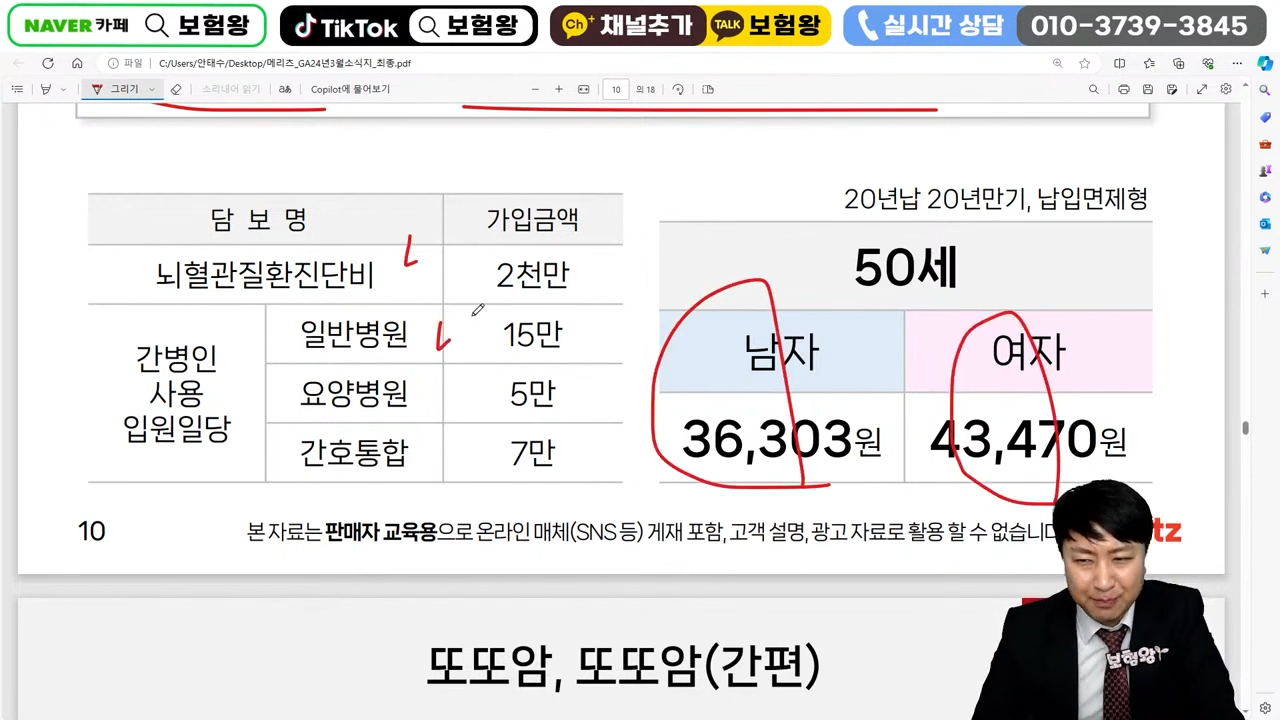 NAVER 카페 보험왕
TikTok 보험왕
Ch+ 채널추가 TALK 보험왕
실시간 상담 010-3739-3845
파일 C:/Users/안태수/Desktop/메리츠_GA24년3월소식지_최종.pdf
그리기 소리내어 읽기 aあ Copilot에 물어보기 10 의 18
20년납 20년만기, 납입면제형
담 보 명 가입금액
뇌혈관질환진단비 2천만
간병인 사용 입원일당
일반병원 15만
요양병원 5만
간호통합 7만
50세
남자 여자
36,303원 43,470원
10 본 자료는 판매자 교육용으로 온라인 매체(SNS 등) 게재 포함, 고객 설명, 광고 자료로 활용 할 수 없습니다
tz
또또암, 또또암(간편)
보험왕